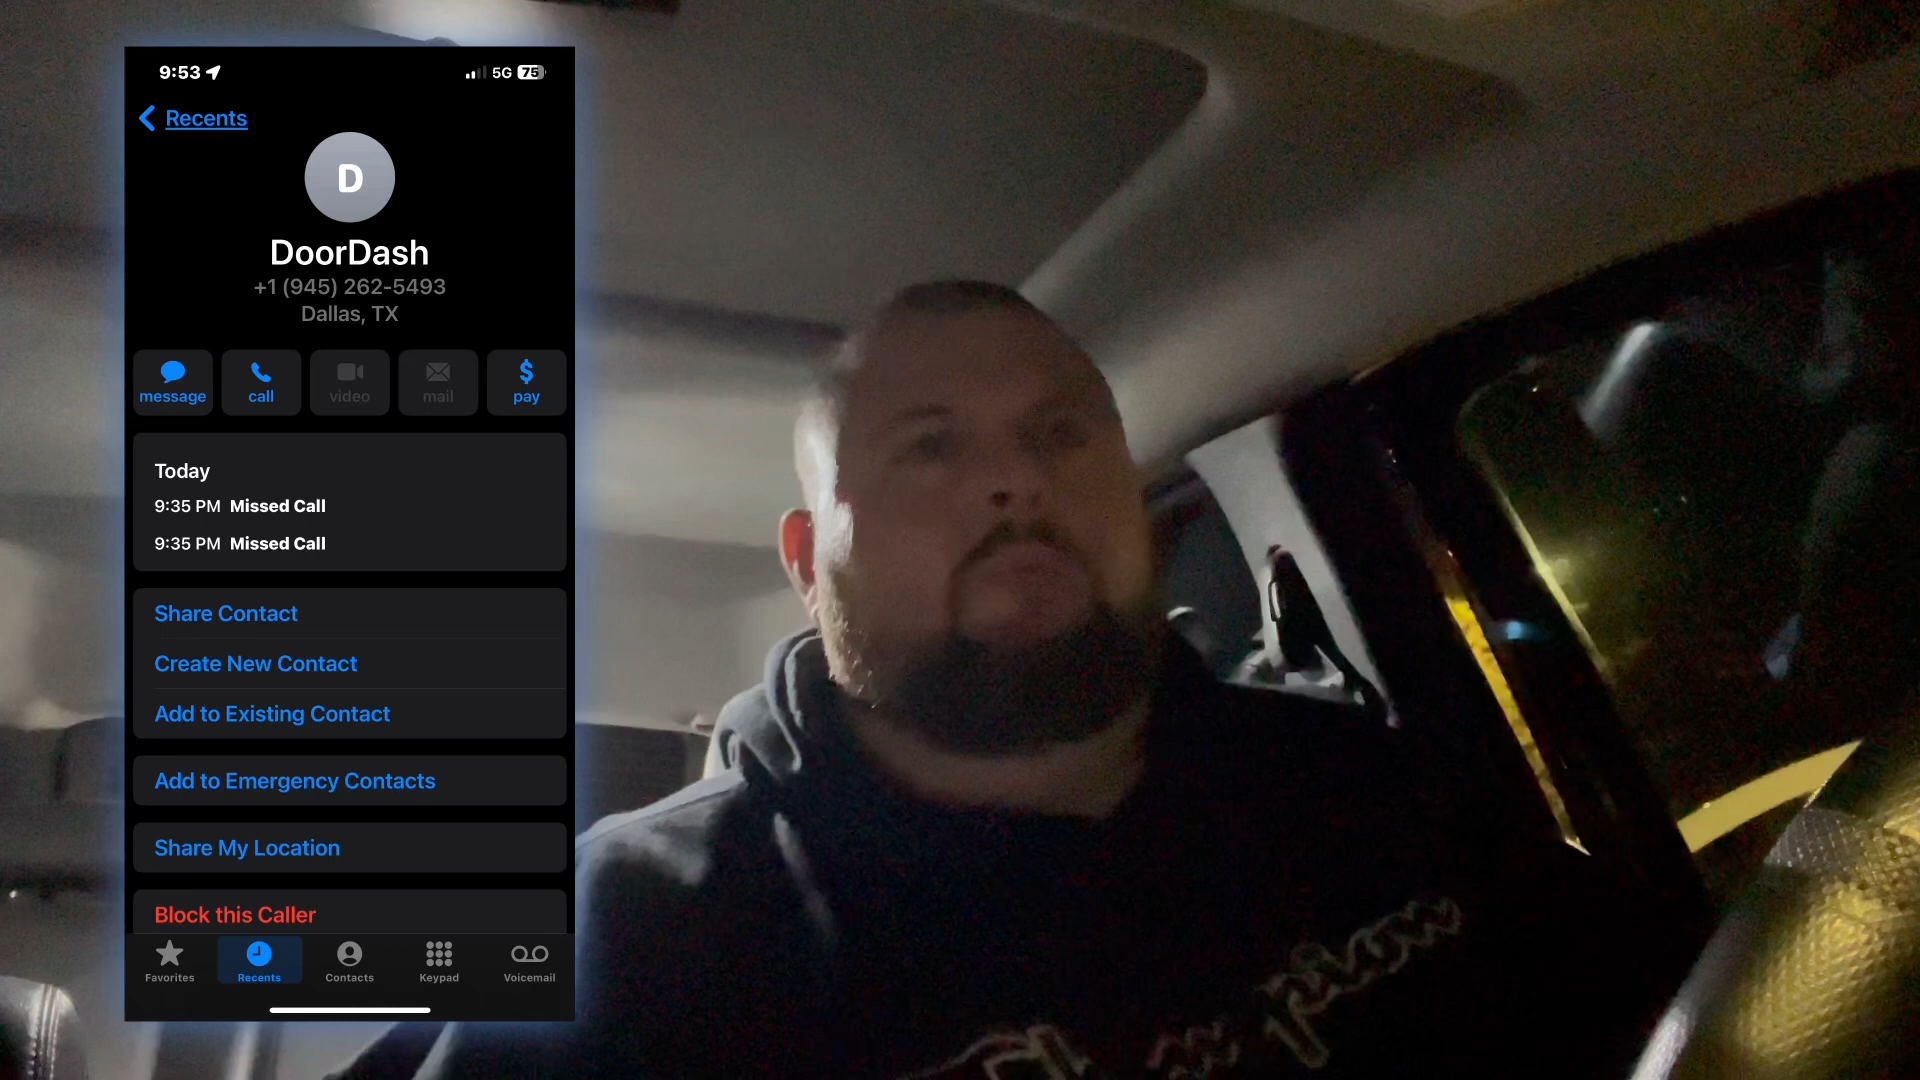 9:53
5G 75
Recents
D
DoorDash
+1 (945) 262-5493
Dallas, TX
message call video mail pay
Today
9:35 PM Missed Call
9:35 PM Missed Call
Share Contact
Create New Contact
Add to Existing Contact
Add to Emergency Contacts
Share My Location
Block this Caller
Favorites Recents Contacts Keypad Voicemail